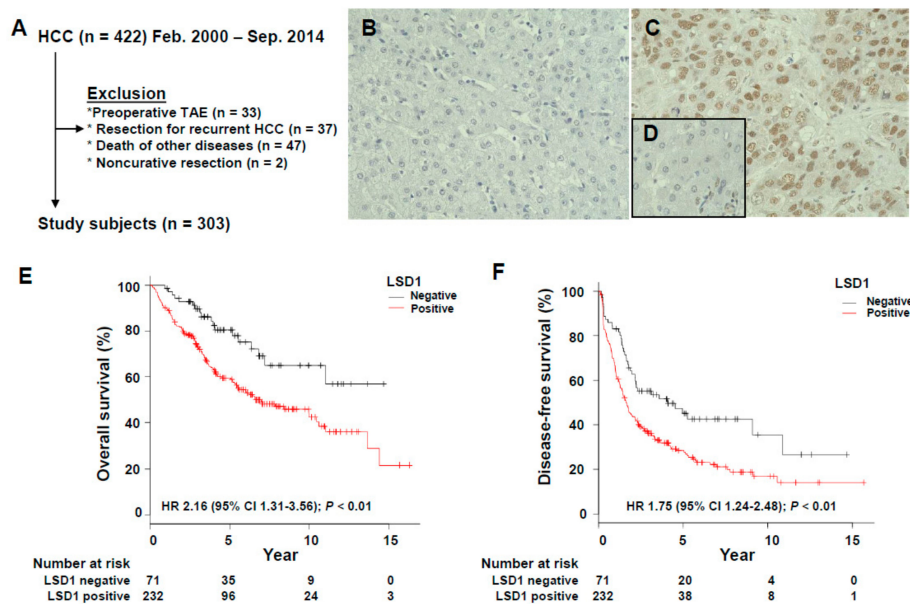 A
HCC (n = 422) Feb. 2000 – Sep. 2014
Exclusion
*Preoperative TAE (n = 33)
* Resection for recurrent HCC (n = 37)
* Death of other diseases (n = 47)
* Noncurative resection (n = 2)
Study subjects (n = 303)
B
C
D
E
LSD1
Negative
Positive
Overall survival (%)
100
80
60
40
20
0
HR 2.16 (95% CI 1.31-3.56); P < 0.01
0 5 10 15
Year
Number at risk
LSD1 negative 71 35 9 0
LSD1 positive 232 96 24 3
F
LSD1
Negative
Positive
Disease-free survival (%)
100
80
60
40
20
0
HR 1.75 (95% CI 1.24-2.48); P < 0.01
0 5 10 15
Year
Number at risk
LSD1 negative 71 20 4 0
LSD1 positive 232 38 8 1